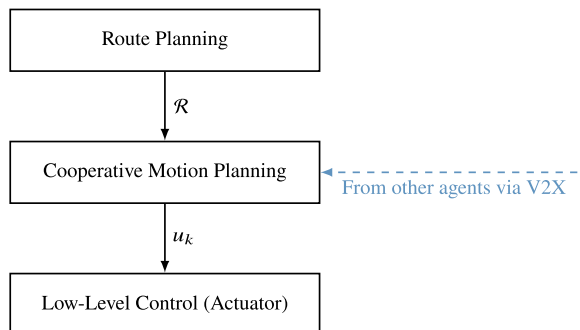 Route Planning
ℛ
Cooperative Motion Planning
From other agents via V2X
u_k
Low-Level Control (Actuator)